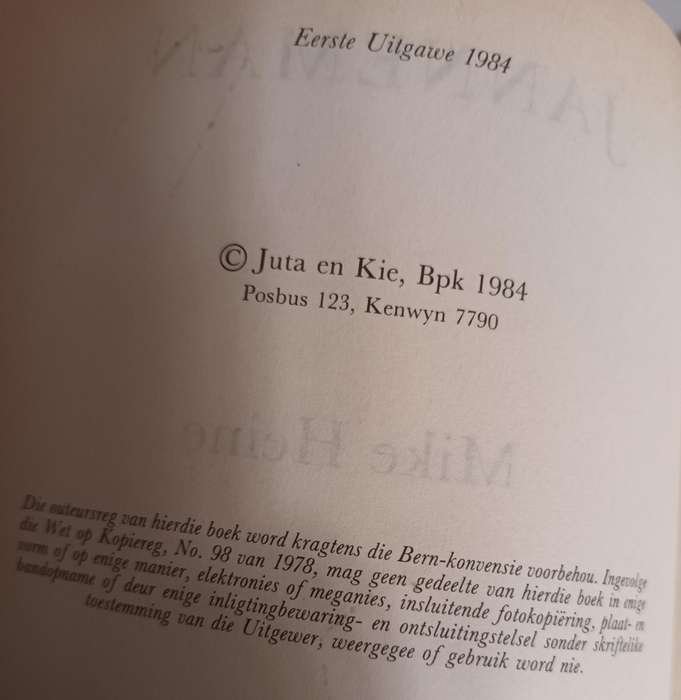 Eerste Uitgawe 1984
JANNEMAN
© Juta en Kie, Bpk 1984
Posbus 123, Kenwyn 7790
Mike Heine
Die outeursreg van hierdie boek word kragtens die Bern-konvensie voorbehou. Ingevolge
die Wet op Kopiereg, No. 98 van 1978, mag geen gedeelte van hierdie boek in enige
vorm of op enige manier, elektronies of meganies, insluitende fotokopiëring, plaat- en
bandopname of deur enige inligtingbewaring- en ontsluitingstelsel sonder skriftelike
toestemming van die Uitgewer, weergegee of gebruik word nie.